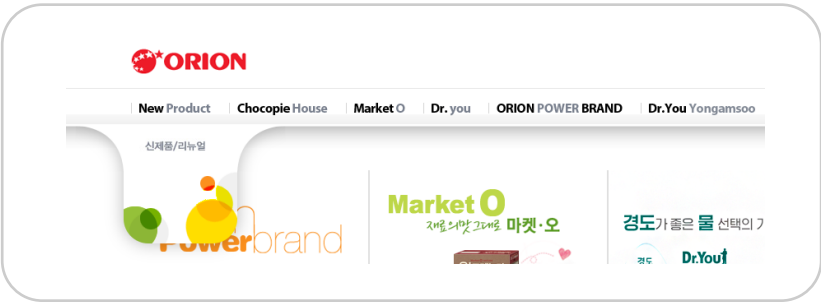 ORION
New Product Chocopie House Market O Dr. you ORION POWER BRAND Dr.You Yongamsoo
신제품/리뉴얼
Powerbrand
Market O
재료의맛 그대로 마켓·오
경도가 좋은 물 선택의 기
경도
Dr.You